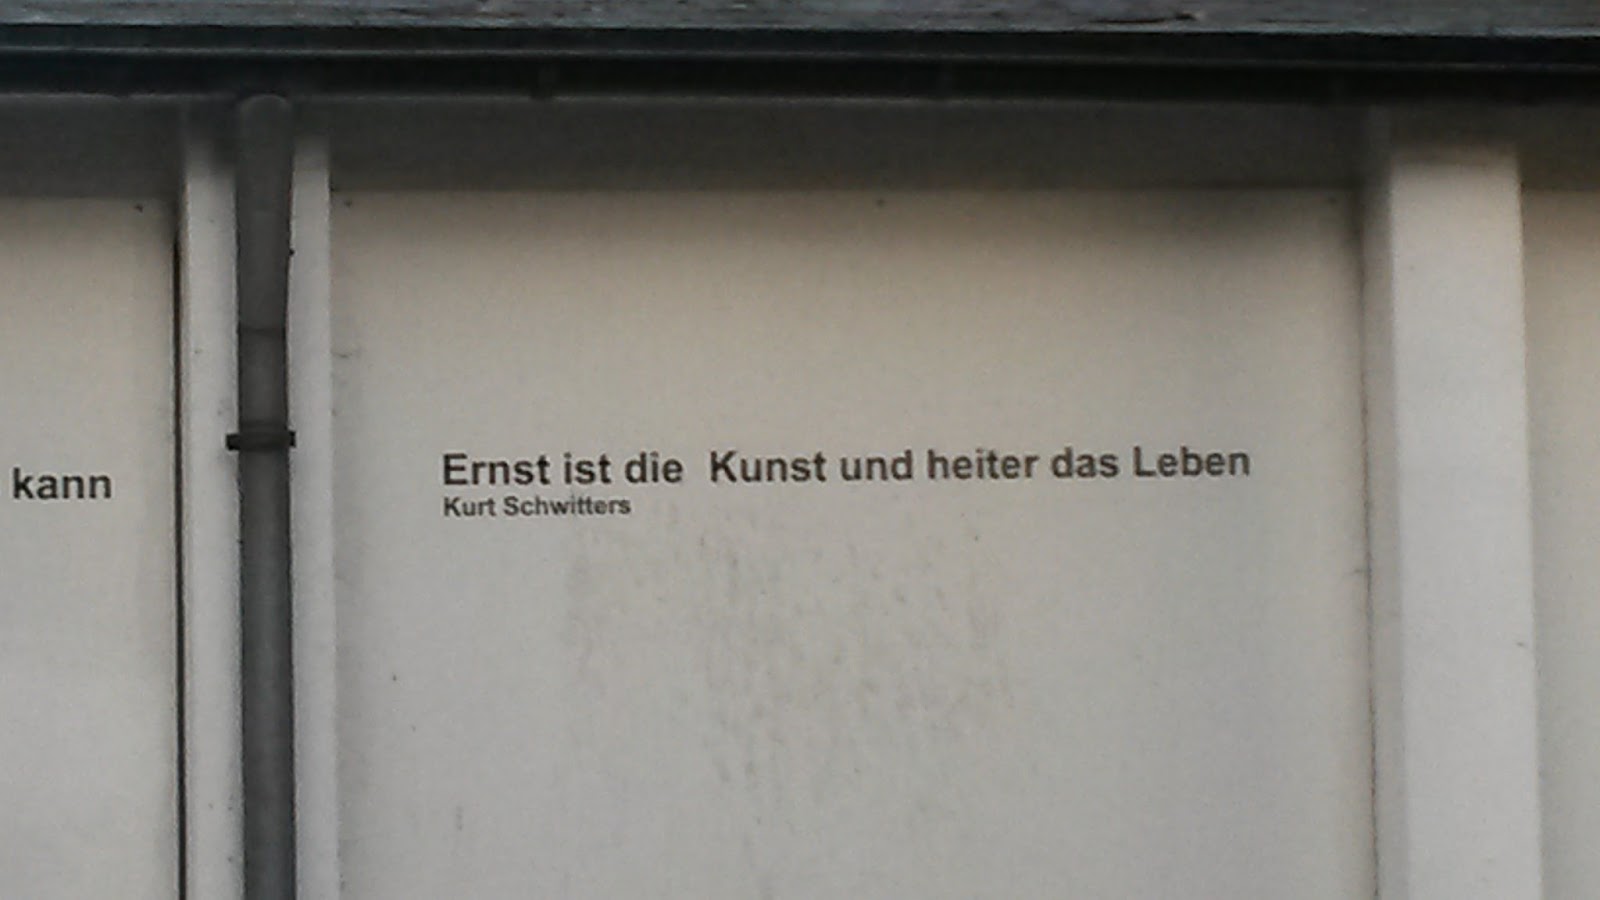 kann
Ernst ist die  Kunst und heiter das Leben
Kurt Schwitters